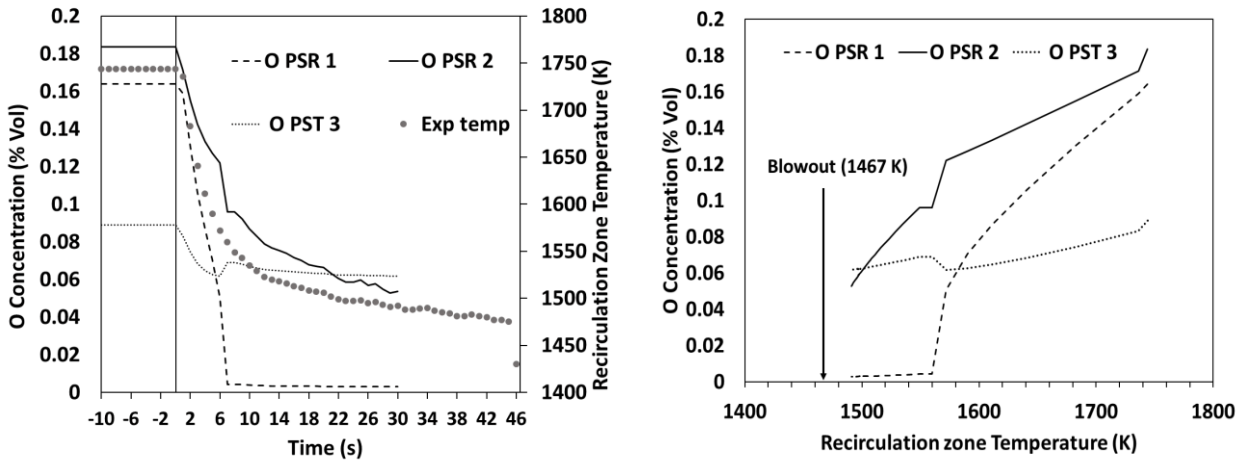 0.2
0.18
0.16
0.14
0.12
0.1
0.08
0.06
0.04
0.02
0
O Concentration (% Vol)
O PSR 1
O PSR 2
O PST 3
Exp temp
1800
1750
1700
1650
1600
1550
1500
1450
1400
Recirculation Zone Temperature (K)
-10 -6 -2 2 6 10 14 18 22 26 30 34 38 42 46
Time (s)
0.2
0.18
0.16
0.14
0.12
0.1
0.08
0.06
0.04
0.02
0
O Concentration (% Vol)
O PSR 1 O PSR 2 O PST 3
Blowout (1467 K)
1400 1500 1600 1700 1800
Recirculation zone Temperature (K)